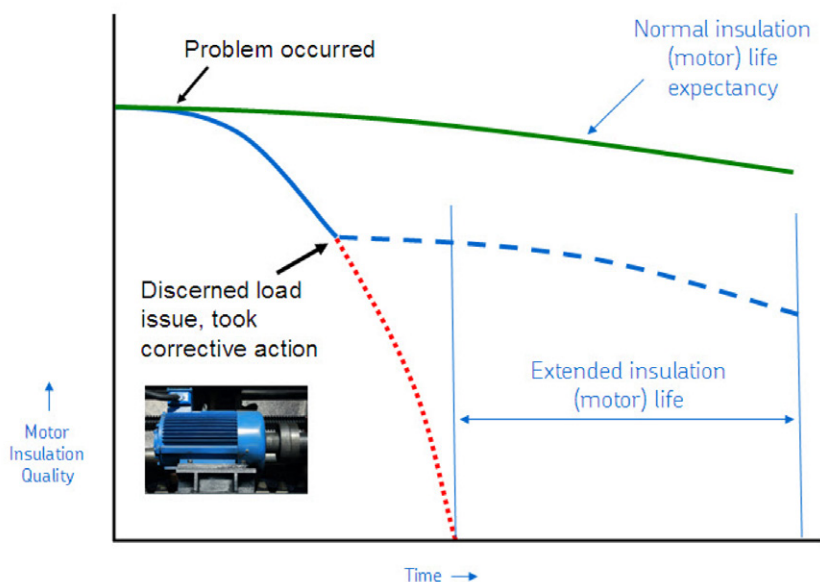 Problem occurred
Normal insulation
(motor) life
expectancy
Discerned load
issue, took
corrective action
Extended insulation
(motor) life
Motor
Insulation
Quality
Time